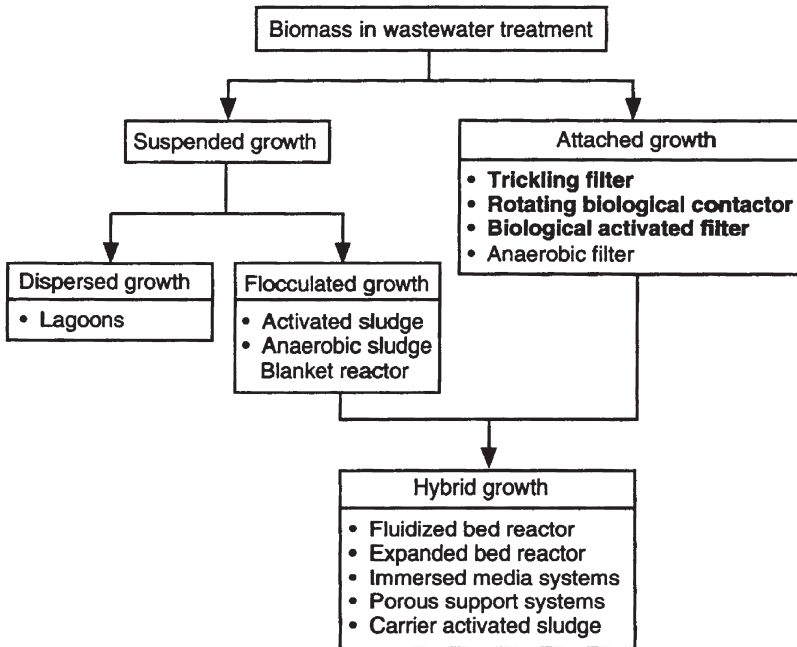 Biomass in wastewater treatment
Suspended growth
Attached growth
• Trickling filter
• Rotating biological contactor
• Biological activated filter
• Anaerobic filter
Dispersed growth
• Lagoons
Flocculated growth
• Activated sludge
• Anaerobic sludge
Blanket reactor
Hybrid growth
• Fluidized bed reactor
• Expanded bed reactor
• Immersed media systems
• Porous support systems
• Carrier activated sludge